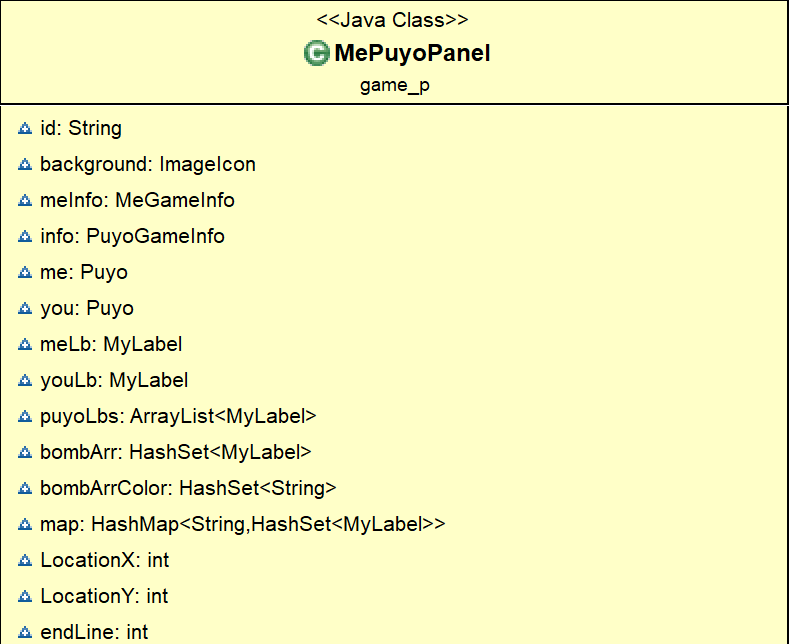 <<Java Class>>
MePuyoPanel
game_p
id: String
background: ImageIcon
meInfo: MeGameInfo
info: PuyoGameInfo
me: Puyo
you: Puyo
meLb: MyLabel
youLb: MyLabel
puyoLbs: ArrayList<MyLabel>
bombArr: HashSet<MyLabel>
bombArrColor: HashSet<String>
map: HashMap<String,HashSet<MyLabel>>
LocationX: int
LocationY: int
endLine: int